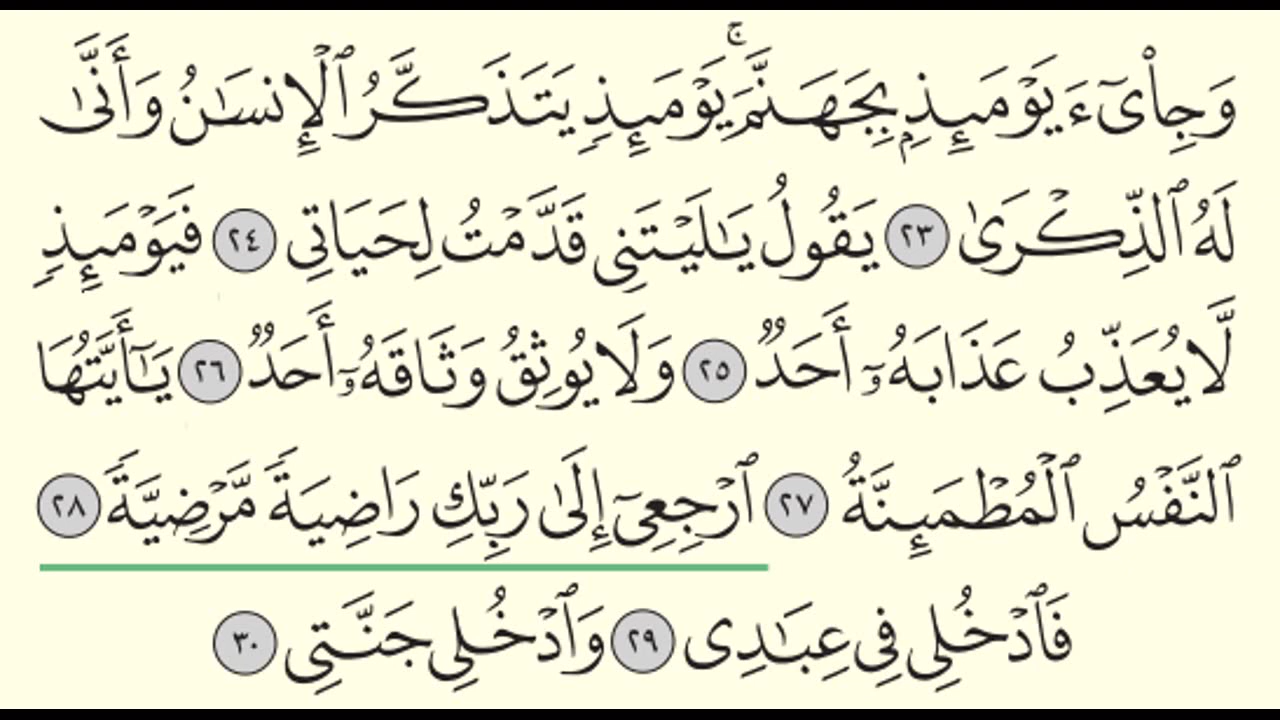 وَجِا۟ىٓءَ يَوْمَئِذٍۭ بِجَهَنَّمَ ۚ يَوْمَئِذٍ يَتَذَكَّرُ ٱلْإِنسَٰنُ وَأَنَّىٰ
لَهُ ٱلذِّكْرَىٰ ٢٣ يَقُولُ يَٰلَيْتَنِى قَدَّمْتُ لِحَيَاتِى ٢٤ فَيَوْمَئِذٍ
لَّا يُعَذِّبُ عَذَابَهُۥٓ أَحَدٌ ٢٥ وَلَا يُوثِقُ وَثَاقَهُۥٓ أَحَدٌ ٢٦ يَٰٓأَيَّتُهَا
ٱلنَّفْسُ ٱلْمُطْمَئِنَّةُ ٢٧ ٱرْجِعِىٓ إِلَىٰ رَبِّكِ رَاضِيَةً مَّرْضِيَّةً ٢٨
فَٱدْخُلِى فِى عِبَٰدِى ٢٩ وَٱدْخُلِى جَنَّتِى ٣٠